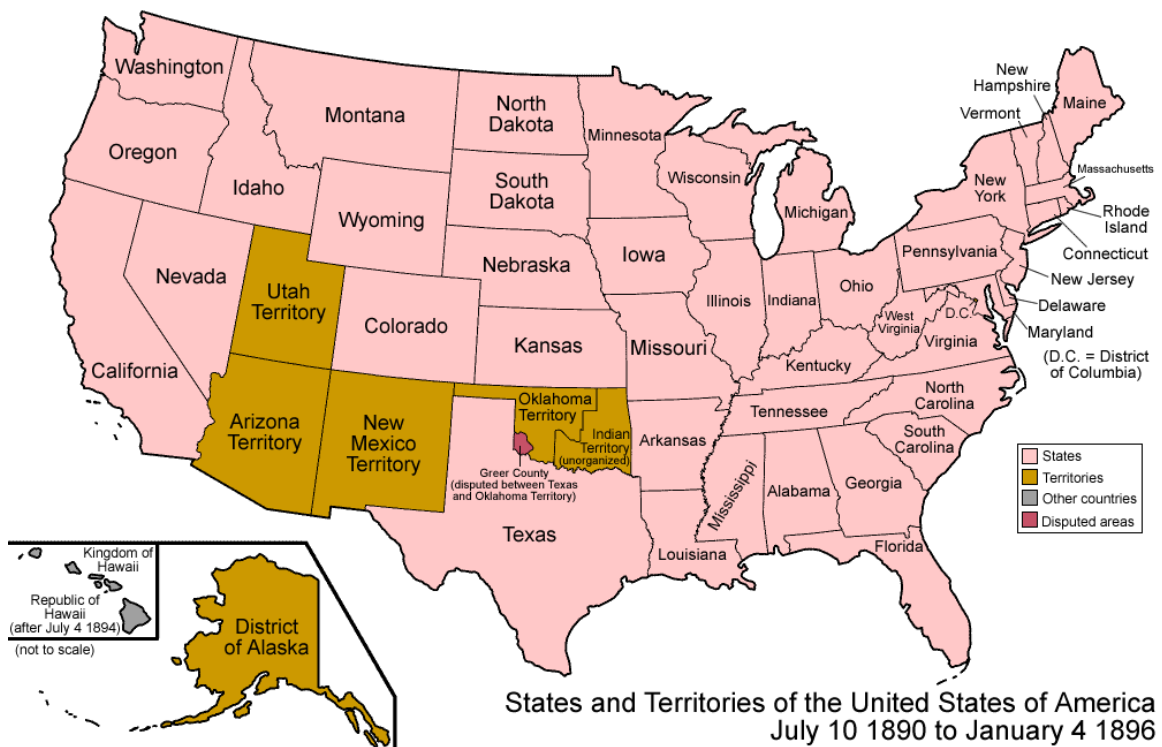 Washington
Oregon
Idaho
Montana
Wyoming
North
Dakota
South
Dakota
Nebraska
Minnesota
Iowa
Wisconsin
Michigan
Nevada
California
Utah
Territory
Colorado
Kansas
Missouri
Illinois
Indiana
Ohio
Kentucky
West
Virginia
D.C.
Virginia
Pennsylvania
New
York
Vermont
New
Hampshire
Maine
Massachusetts
Rhode
Island
Connecticut
New Jersey
Delaware
Maryland
(D.C. = District
of Columbia)
Arizona
Territory
New
Mexico
Territory
Oklahoma
Territory
Indian
Territory
(unorganized)
Greer County
(disputed between Texas
and Oklahoma Territory)
Texas
Arkansas
Louisiana
Mississippi
Alabama
Tennessee
Georgia
Florida
North
Carolina
South
Carolina
States
Territories
Other countries
Disputed areas
Kingdom of
Hawaii
Republic of
Hawaii
(after July 4 1894)
(not to scale)
District
of Alaska
States and Territories of the United States of America
July 10 1890 to January 4 1896